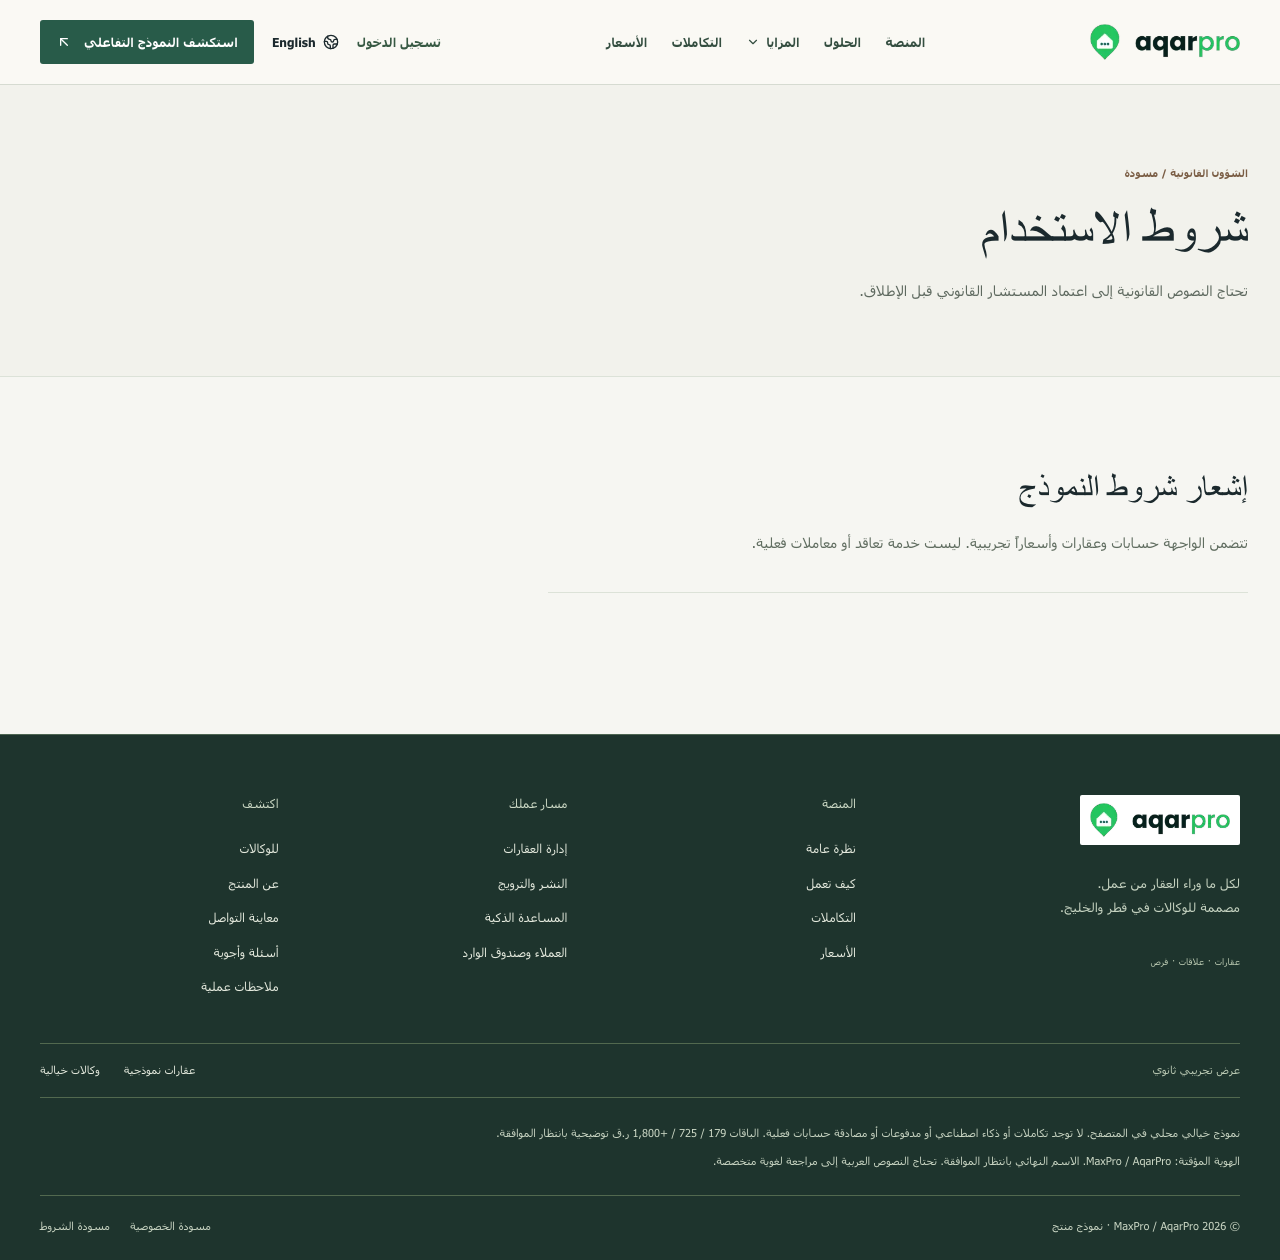 aqarpro
المنصة
الحلول
المزايا
التكاملات
الأسعار
تسجيل الدخول
English
استكشف النموذج التفاعلي
الشؤون القانونية / مسودة
شروط الاستخدام
تحتاج النصوص القانونية إلى اعتماد المستشار القانوني قبل الإطلاق.
إشعار شروط النموذج
تتضمن الواجهة حسابات وعقارات وأسعاراً تجريبية. ليست خدمة تعاقد أو معاملات فعلية.
aqarpro
لكل ما وراء العقار من عمل.
مصممة للوكالات في قطر والخليج.
عقارات · علاقات · فرص
المنصة
نظرة عامة
كيف تعمل
التكاملات
الأسعار
مسار عملك
إدارة العقارات
النشر والترويج
المساعدة الذكية
العملاء وصندوق الوارد
اكتشف
للوكالات
عن المنتج
معاينة التواصل
أسئلة وأجوبة
ملاحظات عملية
عرض تجريبي ثانوي
عقارات نموذجية
وكالات خيالية
نموذج خيالي محلي في المتصفح. لا توجد تكاملات أو ذكاء اصطناعي أو مدفوعات أو مصادقة حسابات فعلية. الباقات 179 / 725 / +1,800 ر.ق توضيحية بانتظار الموافقة.
الهوية المؤقتة: MaxPro / AqarPro. الاسم النهائي بانتظار الموافقة. تحتاج النصوص العربية إلى مراجعة لغوية متخصصة.
© 2026 MaxPro / AqarPro · نموذج منتج
مسودة الخصوصية
مسودة الشروط